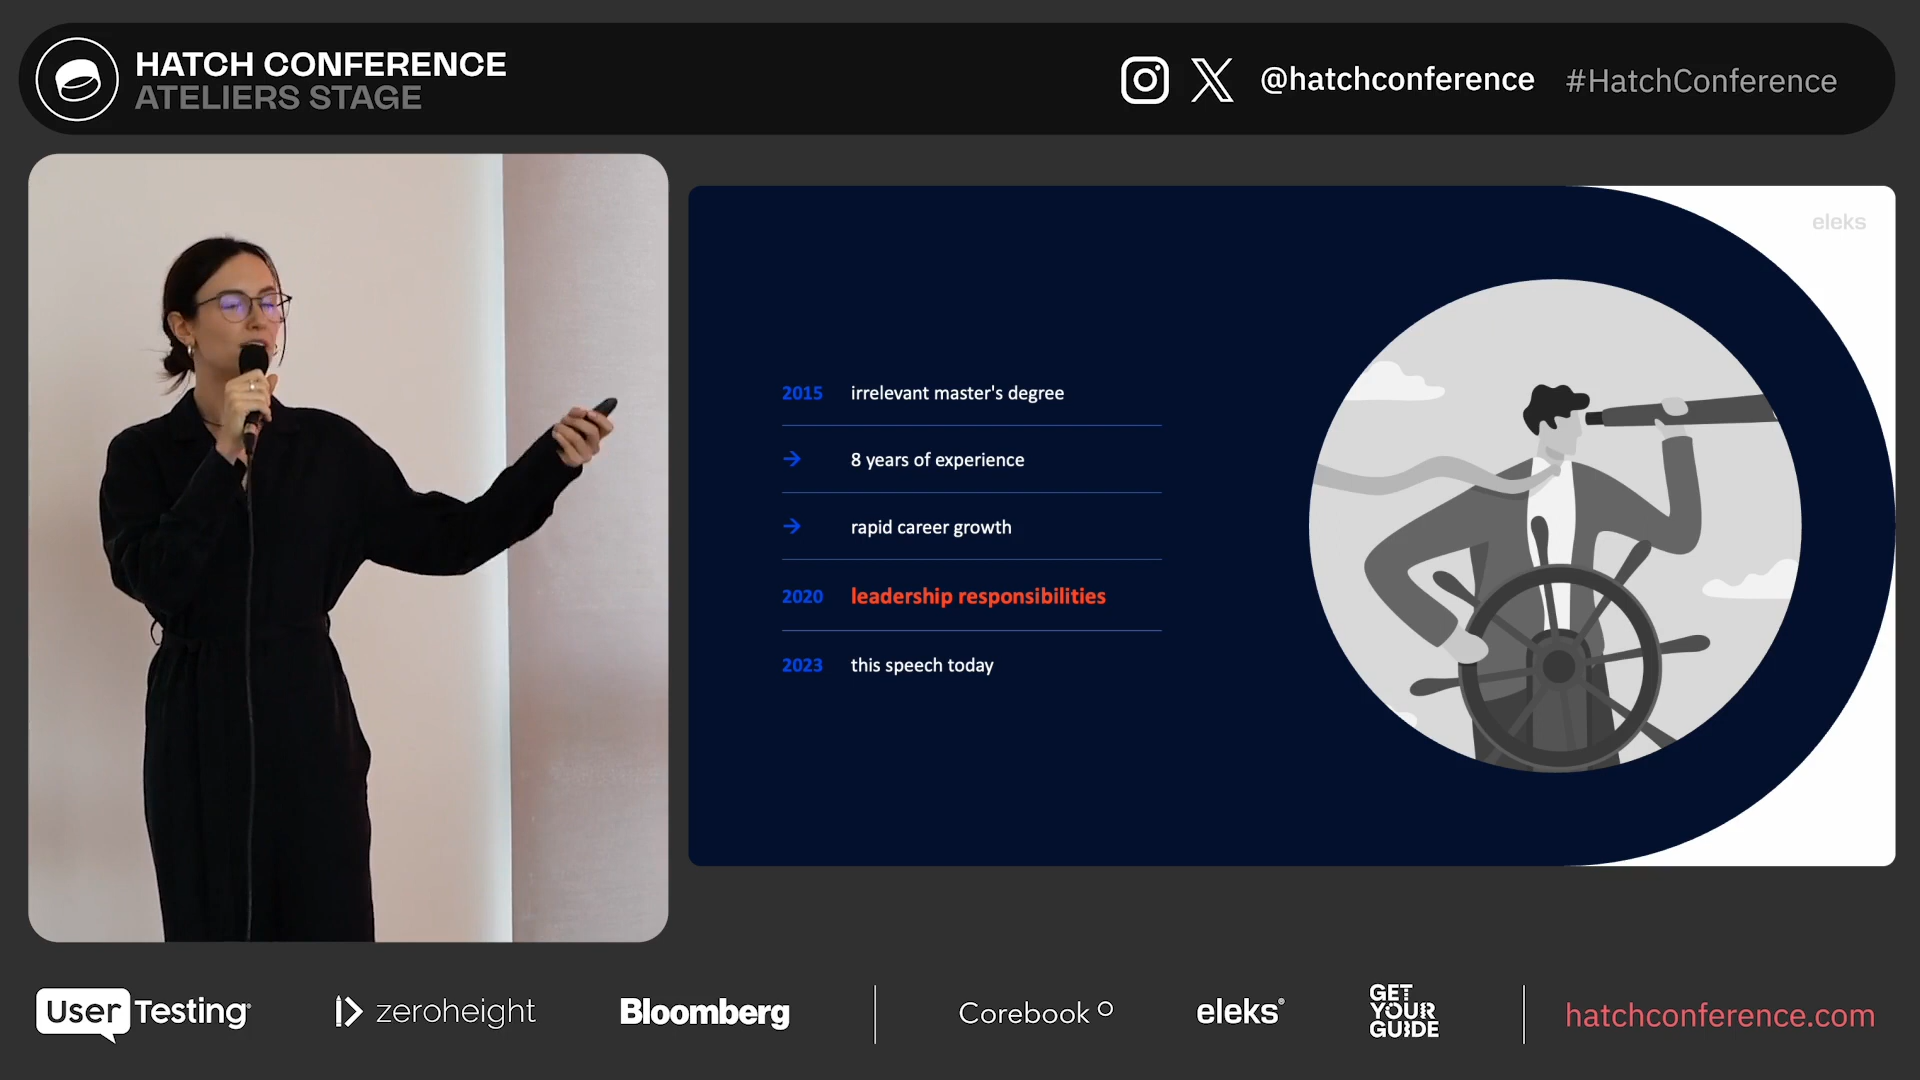 HATCH CONFERENCE
ATELIERS STAGE
@hatchconference #HatchConference
eleks
2015 irrelevant master's degree
→ 8 years of experience
→ rapid career growth
2020 leadership responsibilities
2023 this speech today
UserTesting
zeroheight
Bloomberg
Corebook
eleks®
GET
YOUR
GUIDE
hatchconference.com